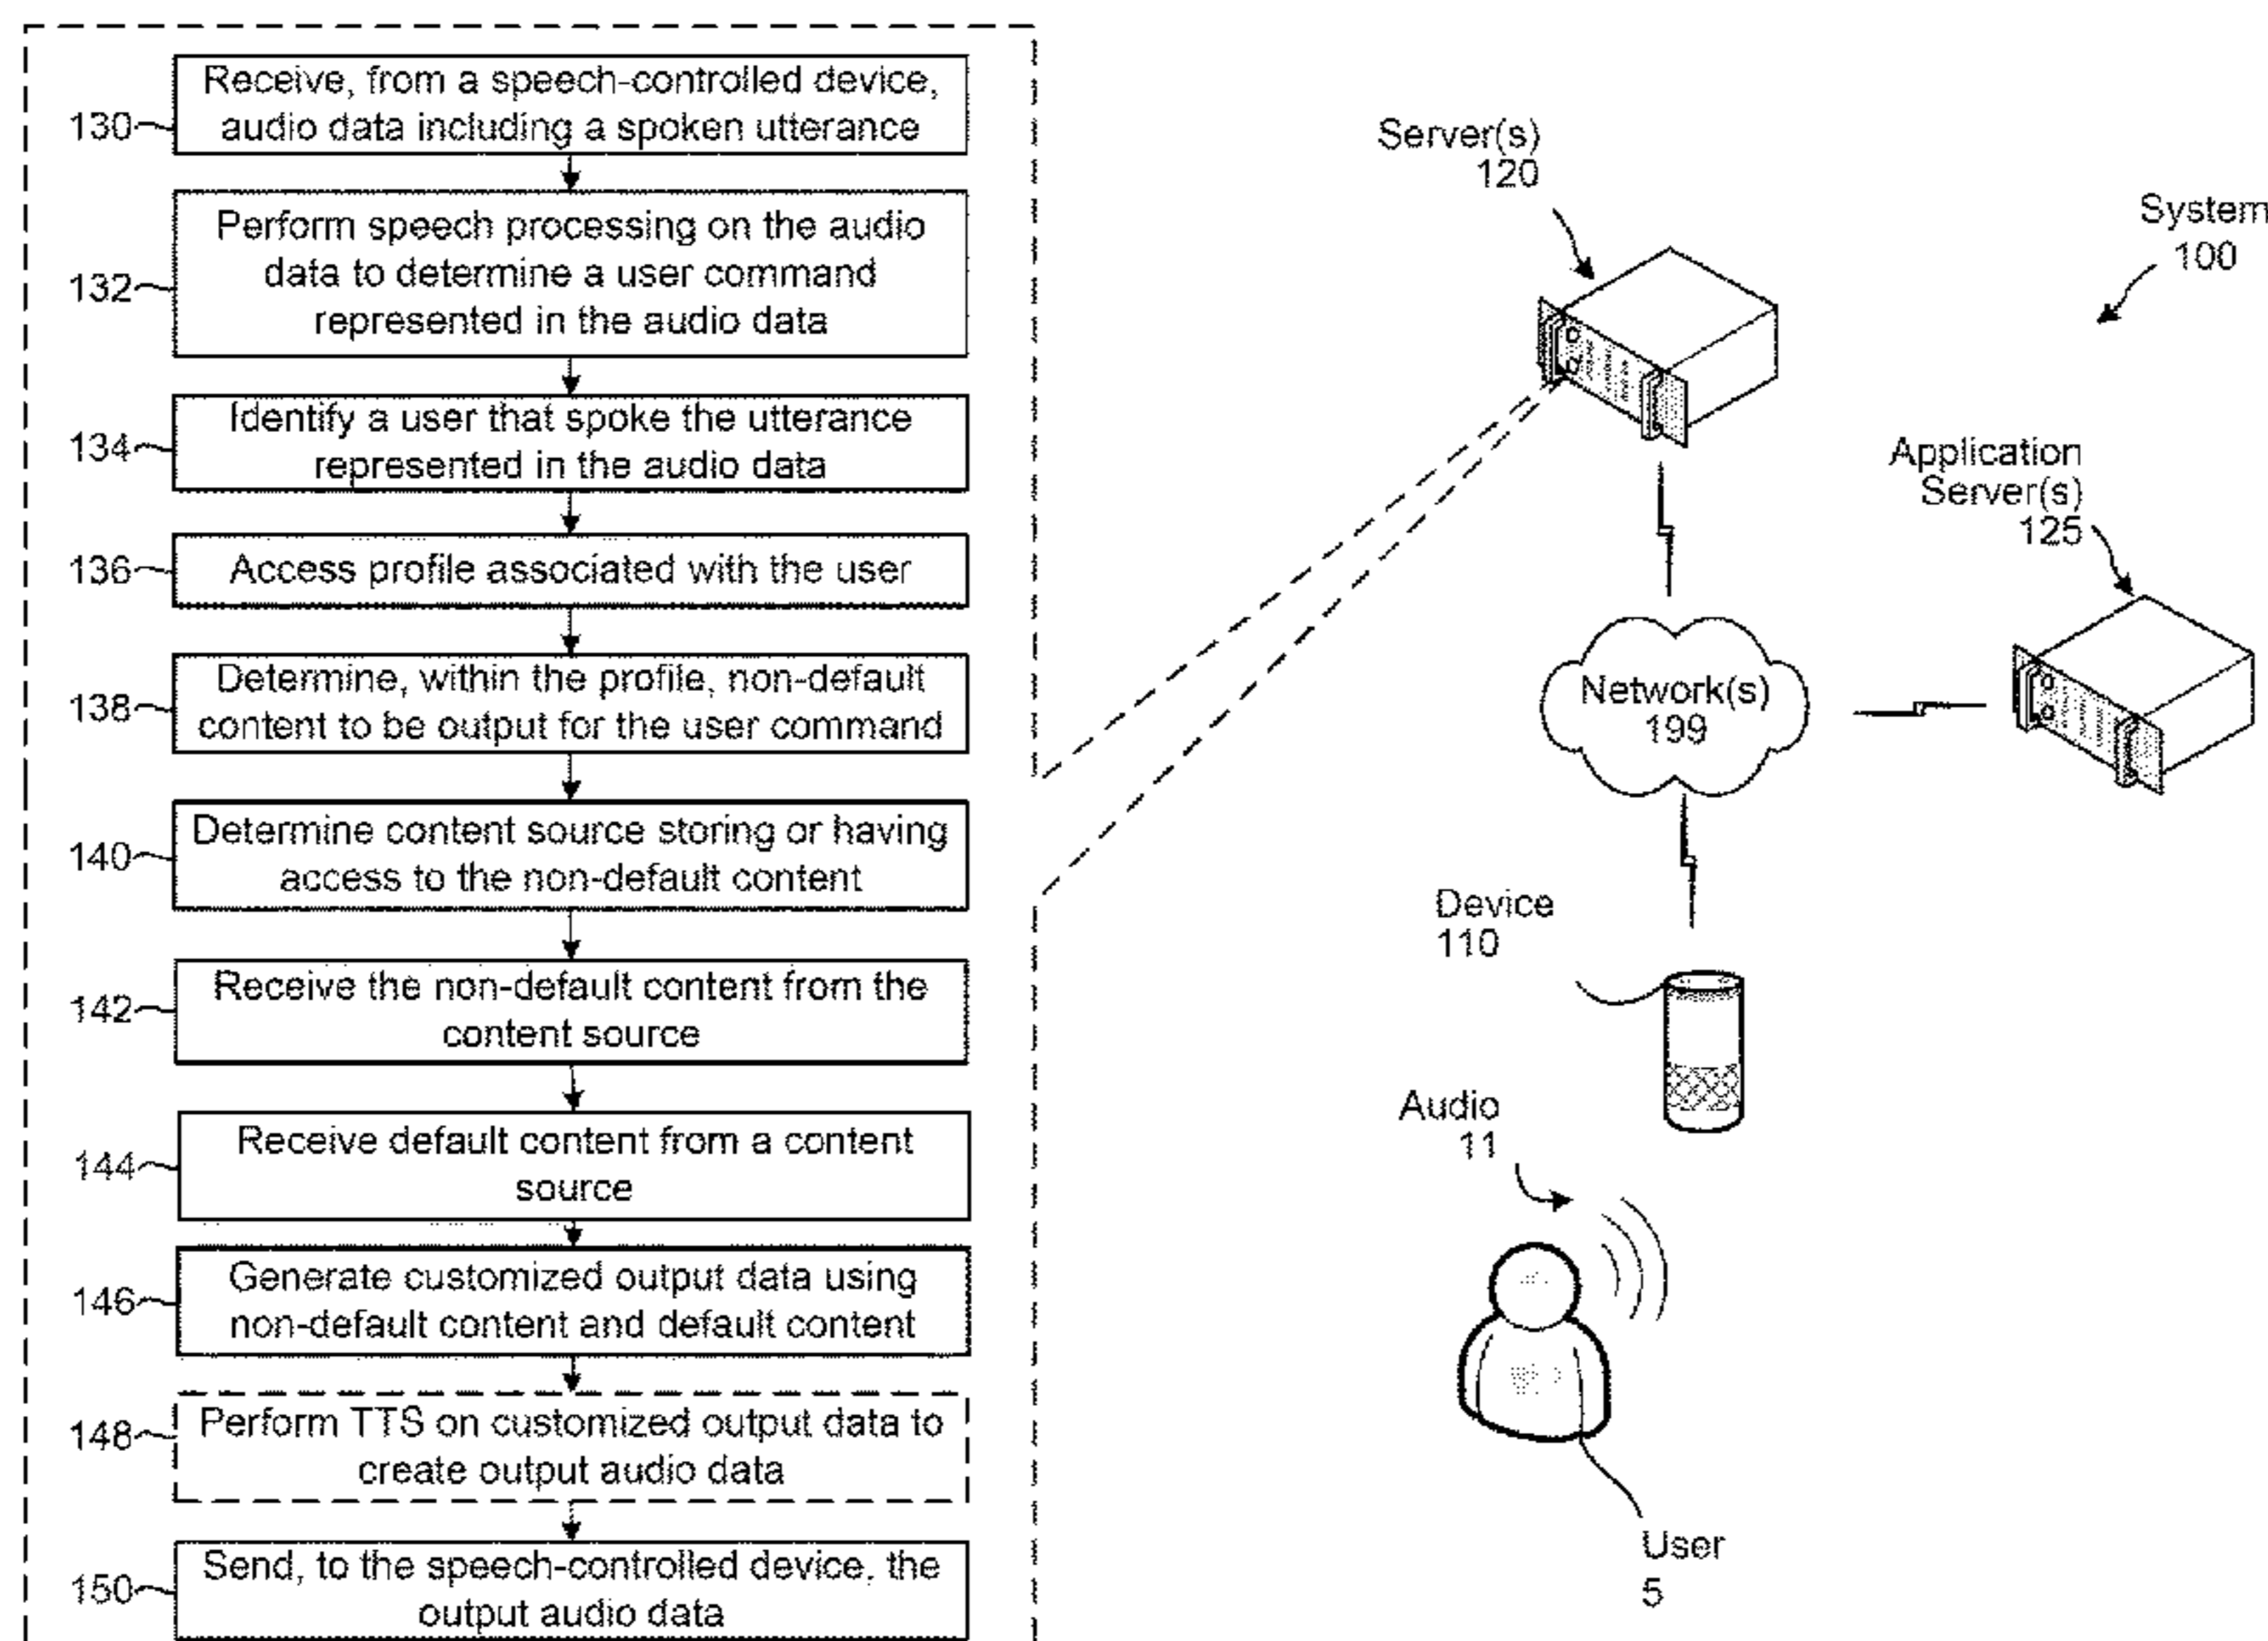 130
Receive, from a speech-controlled device,
audio data including a spoken utterance
132
Perform speech processing on the audio
data to determine a user command
represented in the audio data
134
Identify a user that spoke the utterance
represented in the audio data
136
Access profile associated with the user
138
Determine, within the profile, non-default
content to be output for the user command
140
Determine content source storing or having
access to the non-default content
142
Receive the non-default content from the
content source
144
Receive default content from a content
source
146
Generate customized output data using
non-default content and default content
148
Perform TTS on customized output data to
create output audio data
150
Send, to the speech-controlled device, the
output audio data
Server(s)
120
System
100
Application
Server(s)
125
Network(s)
199
Device
110
Audio
11
User
5